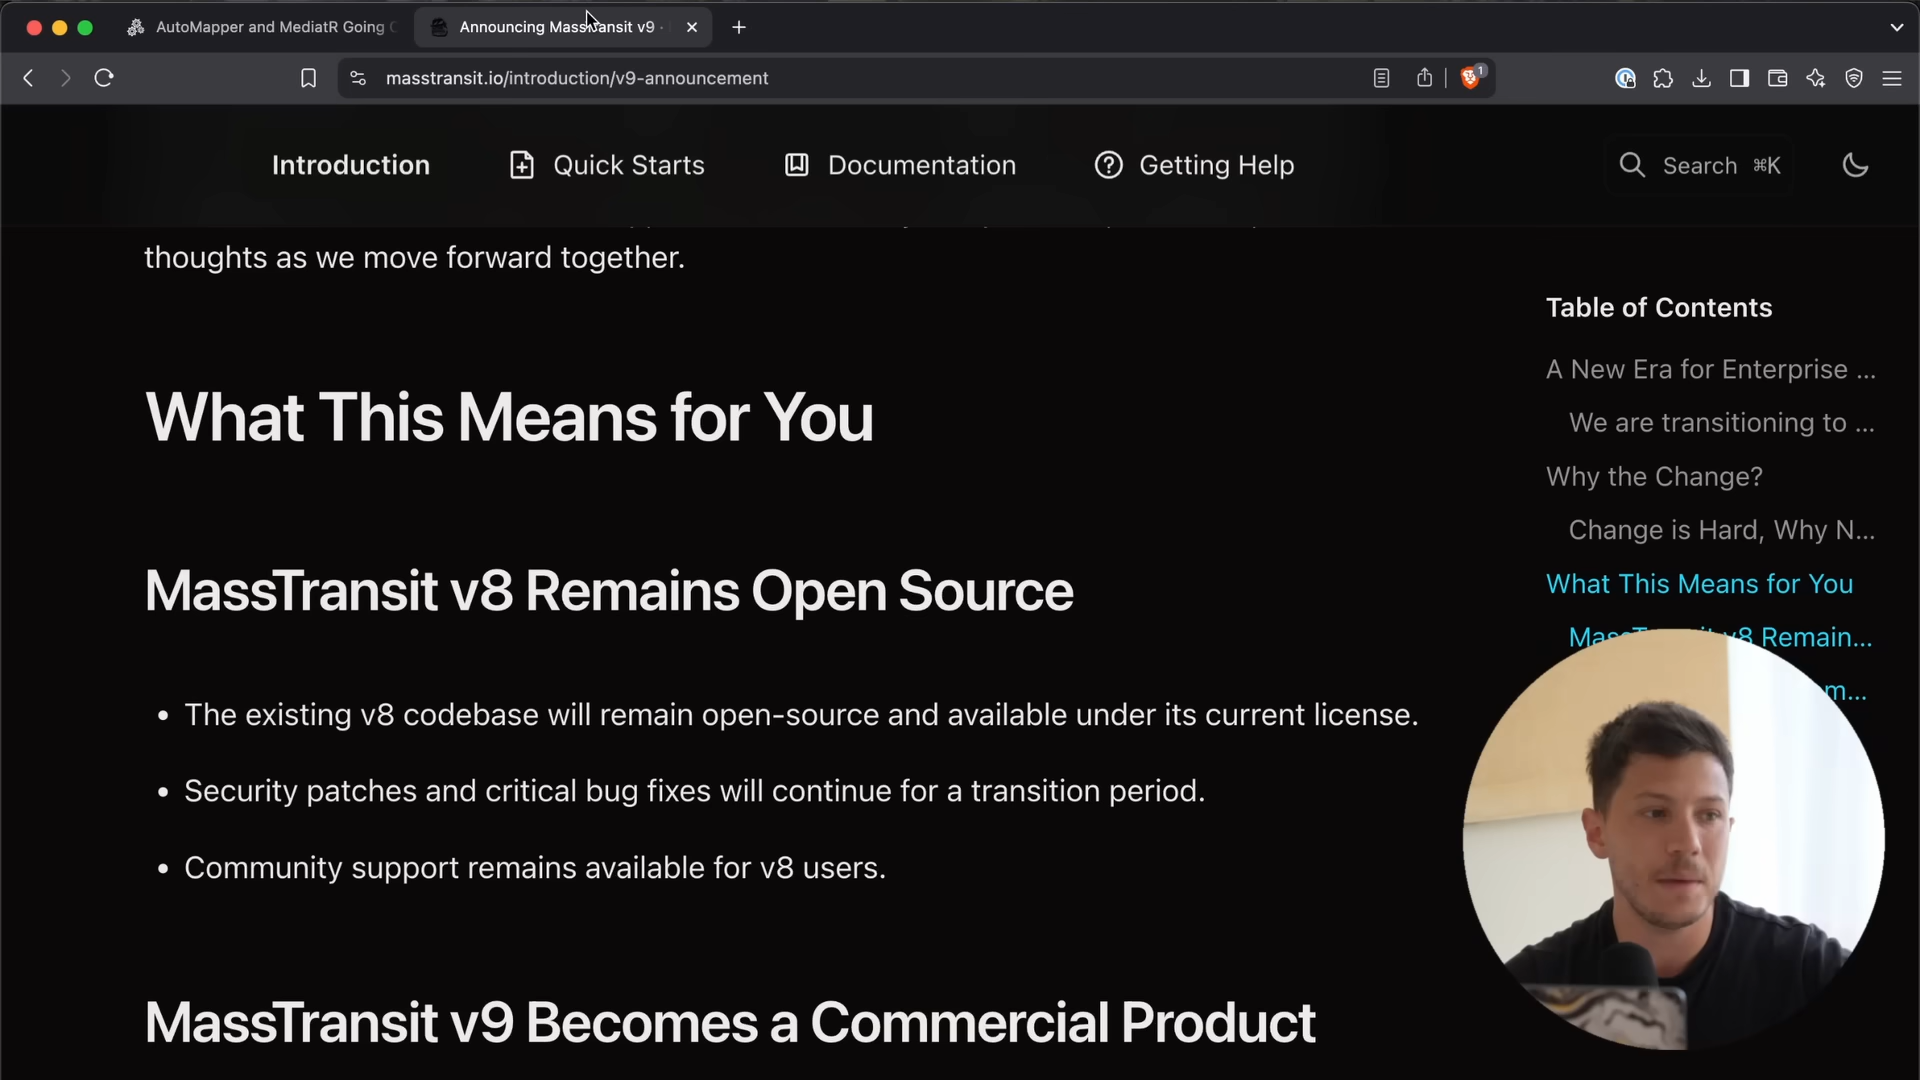 AutoMapper and MediatR Going
Announcing MassTransit v9 ·
masstransit.io/introduction/v9-announcement
1
Introduction
Quick Starts
Documentation
Getting Help
Search ⌘K
thoughts as we move forward together.
What This Means for You
MassTransit v8 Remains Open Source
• The existing v8 codebase will remain open-source and available under its current license.
• Security patches and critical bug fixes will continue for a transition period.
• Community support remains available for v8 users.
MassTransit v9 Becomes a Commercial Product
Table of Contents
A New Era for Enterprise ...
We are transitioning to ...
Why the Change?
Change is Hard, Why N...
What This Means for You
MassTransit v8 Remain...
m...